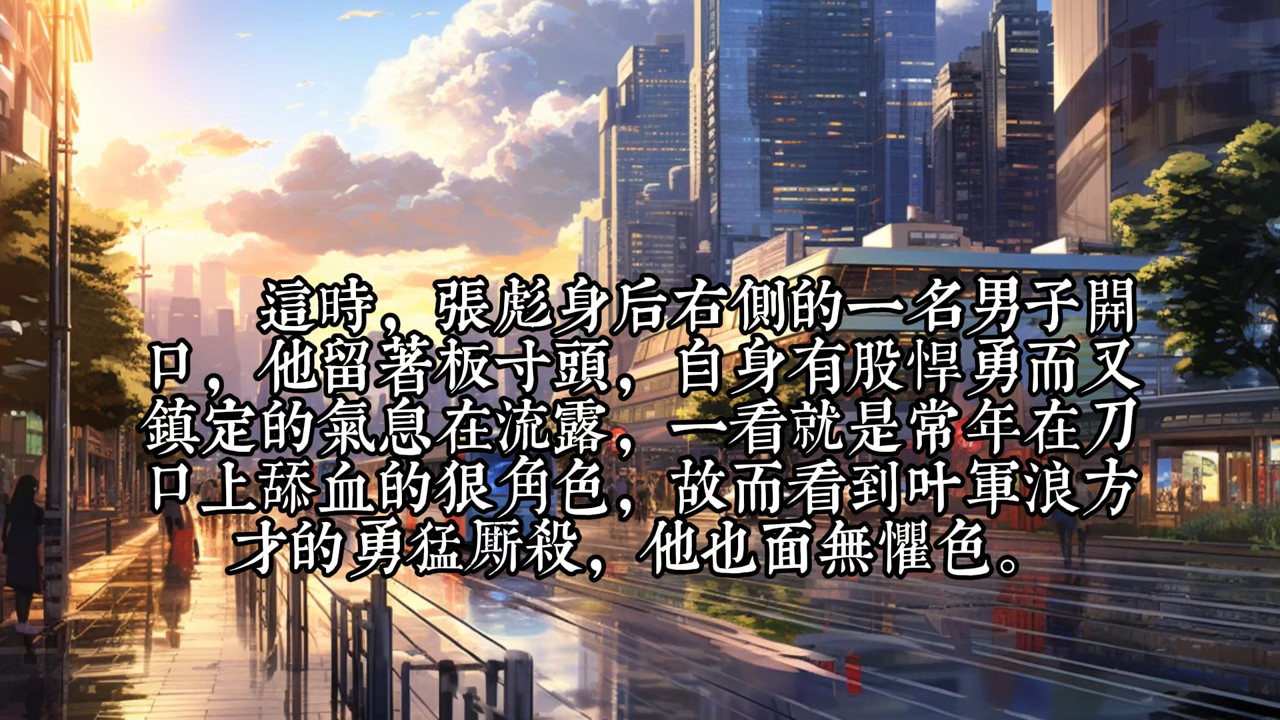 這時，張彪身后右側的一名男子開
口，他留著板寸頭，自身有股悍勇而又
鎮定的氣息在流露，一看就是常年在刀
口上舔血的狠角色，故而看到叶軍浪方
才的勇猛厮殺，他也面無懼色。